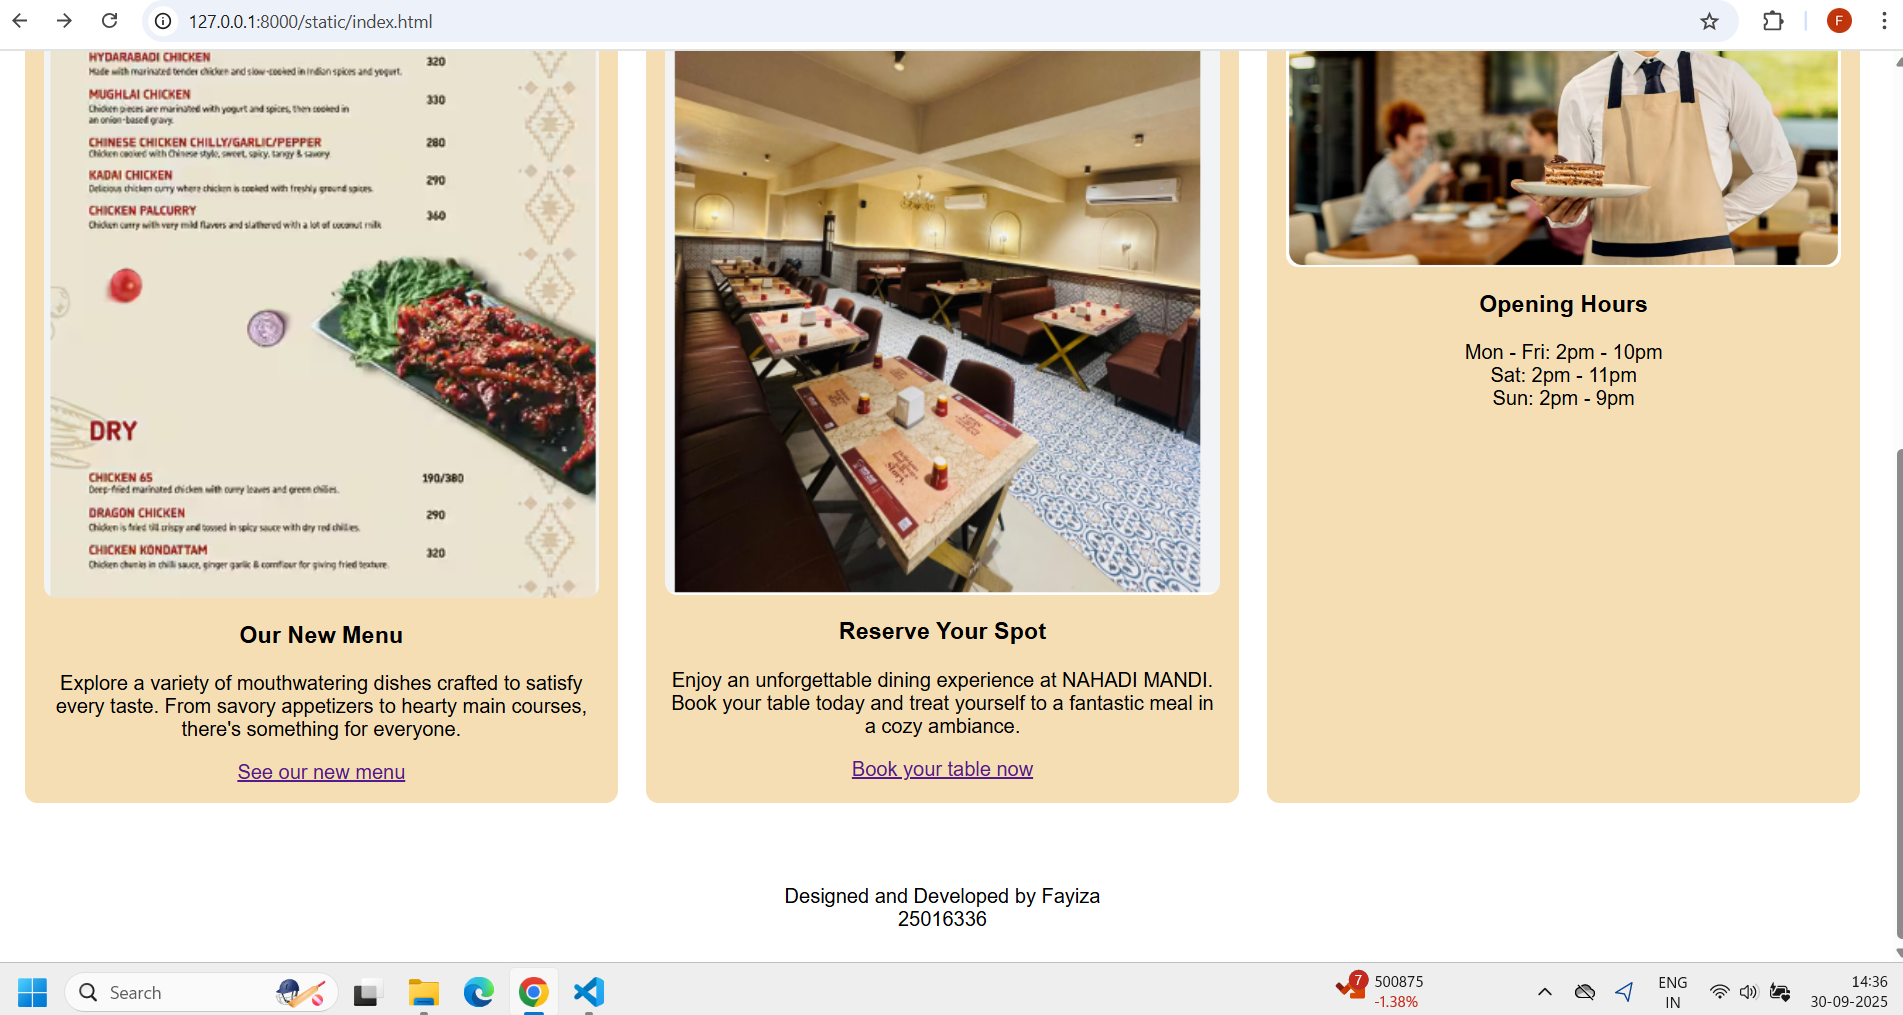 127.0.0.1:8000/static/index.html
F
HYDARABADI CHICKEN
320
Made with marinated tender chicken and slow-cooked in Indian spices and yogurt.
MUGHLAI CHICKEN
330
Chicken pieces are marinated with yogurt and spices, then cooked in
an onion-based gravy.
CHINESE CHICKEN CHILLY/GARLIC/PEPPER
280
Chicken cooked with Chinese style, sweet, spicy, tangy & savory
KADAI CHICKEN
290
Delicious chicken curry where chicken is cooked with freshly ground spices.
CHICKEN PALCURRY
360
Chicken curry with very mild flavors and slathered with a lot of coconut milk
DRY
CHICKEN 65
190/380
Deep-fried marinated chicken with curry leaves and green chilies.
DRAGON CHICKEN
290
Chicken is fried till crispy and tossed in spicy sauce with dry red chillies.
CHICKEN KONDATTAM
320
Chicken chunks in chilli sauce, ginger garlic & cornflour for giving fried texture.
Our New Menu
Explore a variety of mouthwatering dishes crafted to satisfy
every taste. From savory appetizers to hearty main courses,
there's something for everyone.
See our new menu
Reserve Your Spot
Enjoy an unforgettable dining experience at NAHADI MANDI.
Book your table today and treat yourself to a fantastic meal in
a cozy ambiance.
Book your table now
Opening Hours
Mon - Fri: 2pm - 10pm
Sat: 2pm - 11pm
Sun: 2pm - 9pm
Designed and Developed by Fayiza
25016336
Search
7
500875
-1.38%
ENG
IN
14:36
30-09-2025